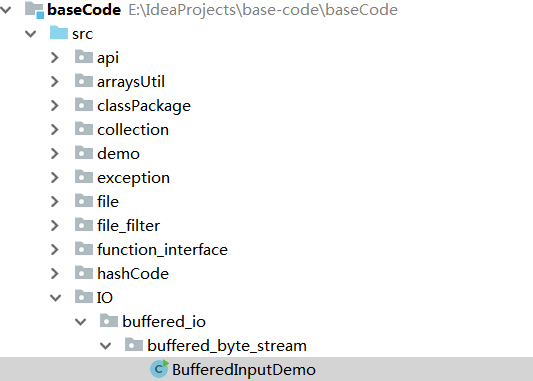 baseCode E:\IdeaProjects\base-code\baseCode
src
api
arraysUtil
classPackage
collection
demo
exception
file
file_filter
function_interface
hashCode
IO
buffered_io
buffered_byte_stream
C BufferedInputDemo